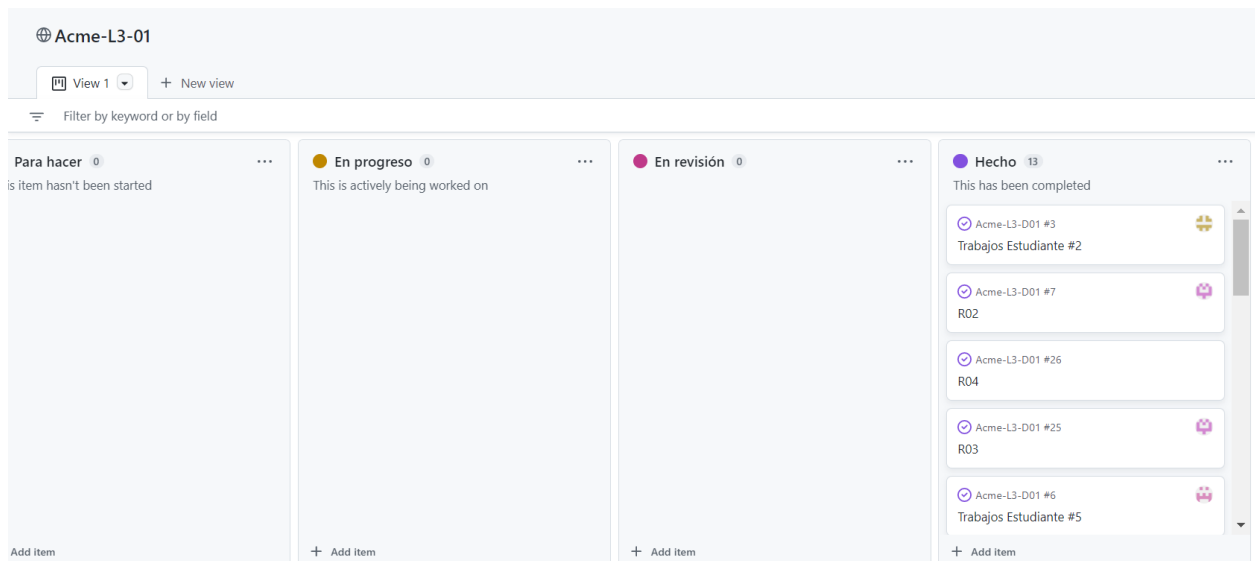 Acme-L3-01
View 1
New view
Filter by keyword or by field
Para hacer 0
is item hasn't been started
Add item
En progreso 0
This is actively being worked on
Add item
En revisión 0
Add item
Hecho 13
This has been completed
Acme-L3-D01 #3
Trabajos Estudiante #2
Acme-L3-D01 #7
R02
Acme-L3-D01 #26
R04
Acme-L3-D01 #25
R03
Acme-L3-D01 #6
Trabajos Estudiante #5
Add item